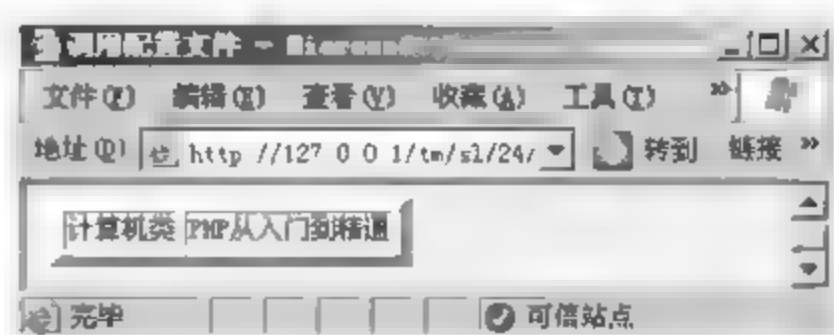 调用配置文件 -
文件(F) 编辑(E) 查看(V) 收藏(A) 工具(T) »
地址(D) http //127 0 0 1/tm/sl/24/ 转到 链接 »
计算机类 PHP从入门到精通
完毕 可信站点